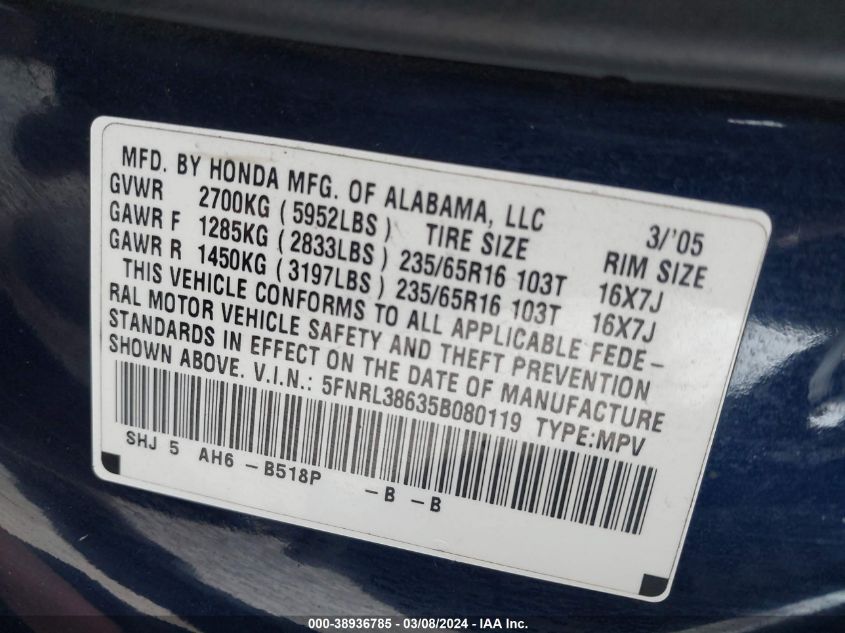 MFD. BY HONDA MFG. OF ALABAMA, LLC 3/'05
GVWR 2700KG (5952LBS) TIRE SIZE RIM SIZE
GAWR F 1285KG (2833LBS) 235/65R16 103T 16X7J
GAWR R 1450KG (3197LBS) 235/65R16 103T 16X7J
THIS VEHICLE CONFORMS TO ALL APPLICABLE FEDE-
RAL MOTOR VEHICLE SAFETY AND THEFT PREVENTION
STANDARDS IN EFFECT ON THE DATE OF MANUFACTURE
SHOWN ABOVE. V.I.N.: 5FNRL38635B080119 TYPE:MPV
SHJ 5 AH6 -B518P -B -B
000-38936785 — 03/08/2024 — IAA Inc.